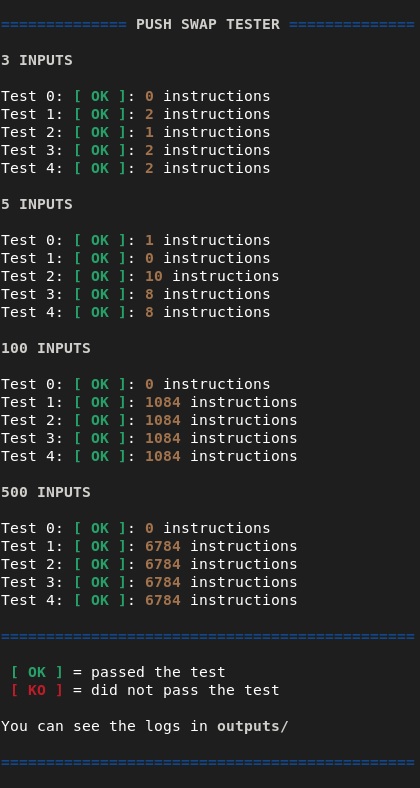 ============== PUSH SWAP TESTER ==============
3 INPUTS
Test 0: [ OK ]: 0 instructions
Test 1: [ OK ]: 2 instructions
Test 2: [ OK ]: 1 instructions
Test 3: [ OK ]: 2 instructions
Test 4: [ OK ]: 2 instructions
5 INPUTS
Test 0: [ OK ]: 1 instructions
Test 1: [ OK ]: 0 instructions
Test 2: [ OK ]: 10 instructions
Test 3: [ OK ]: 8 instructions
Test 4: [ OK ]: 8 instructions
100 INPUTS
Test 0: [ OK ]: 0 instructions
Test 1: [ OK ]: 1084 instructions
Test 2: [ OK ]: 1084 instructions
Test 3: [ OK ]: 1084 instructions
Test 4: [ OK ]: 1084 instructions
500 INPUTS
Test 0: [ OK ]: 0 instructions
Test 1: [ OK ]: 6784 instructions
Test 2: [ OK ]: 6784 instructions
Test 3: [ OK ]: 6784 instructions
Test 4: [ OK ]: 6784 instructions
==============================================
[ OK ] = passed the test
[ KO ] = did not pass the test
You can see the logs in outputs/
==============================================